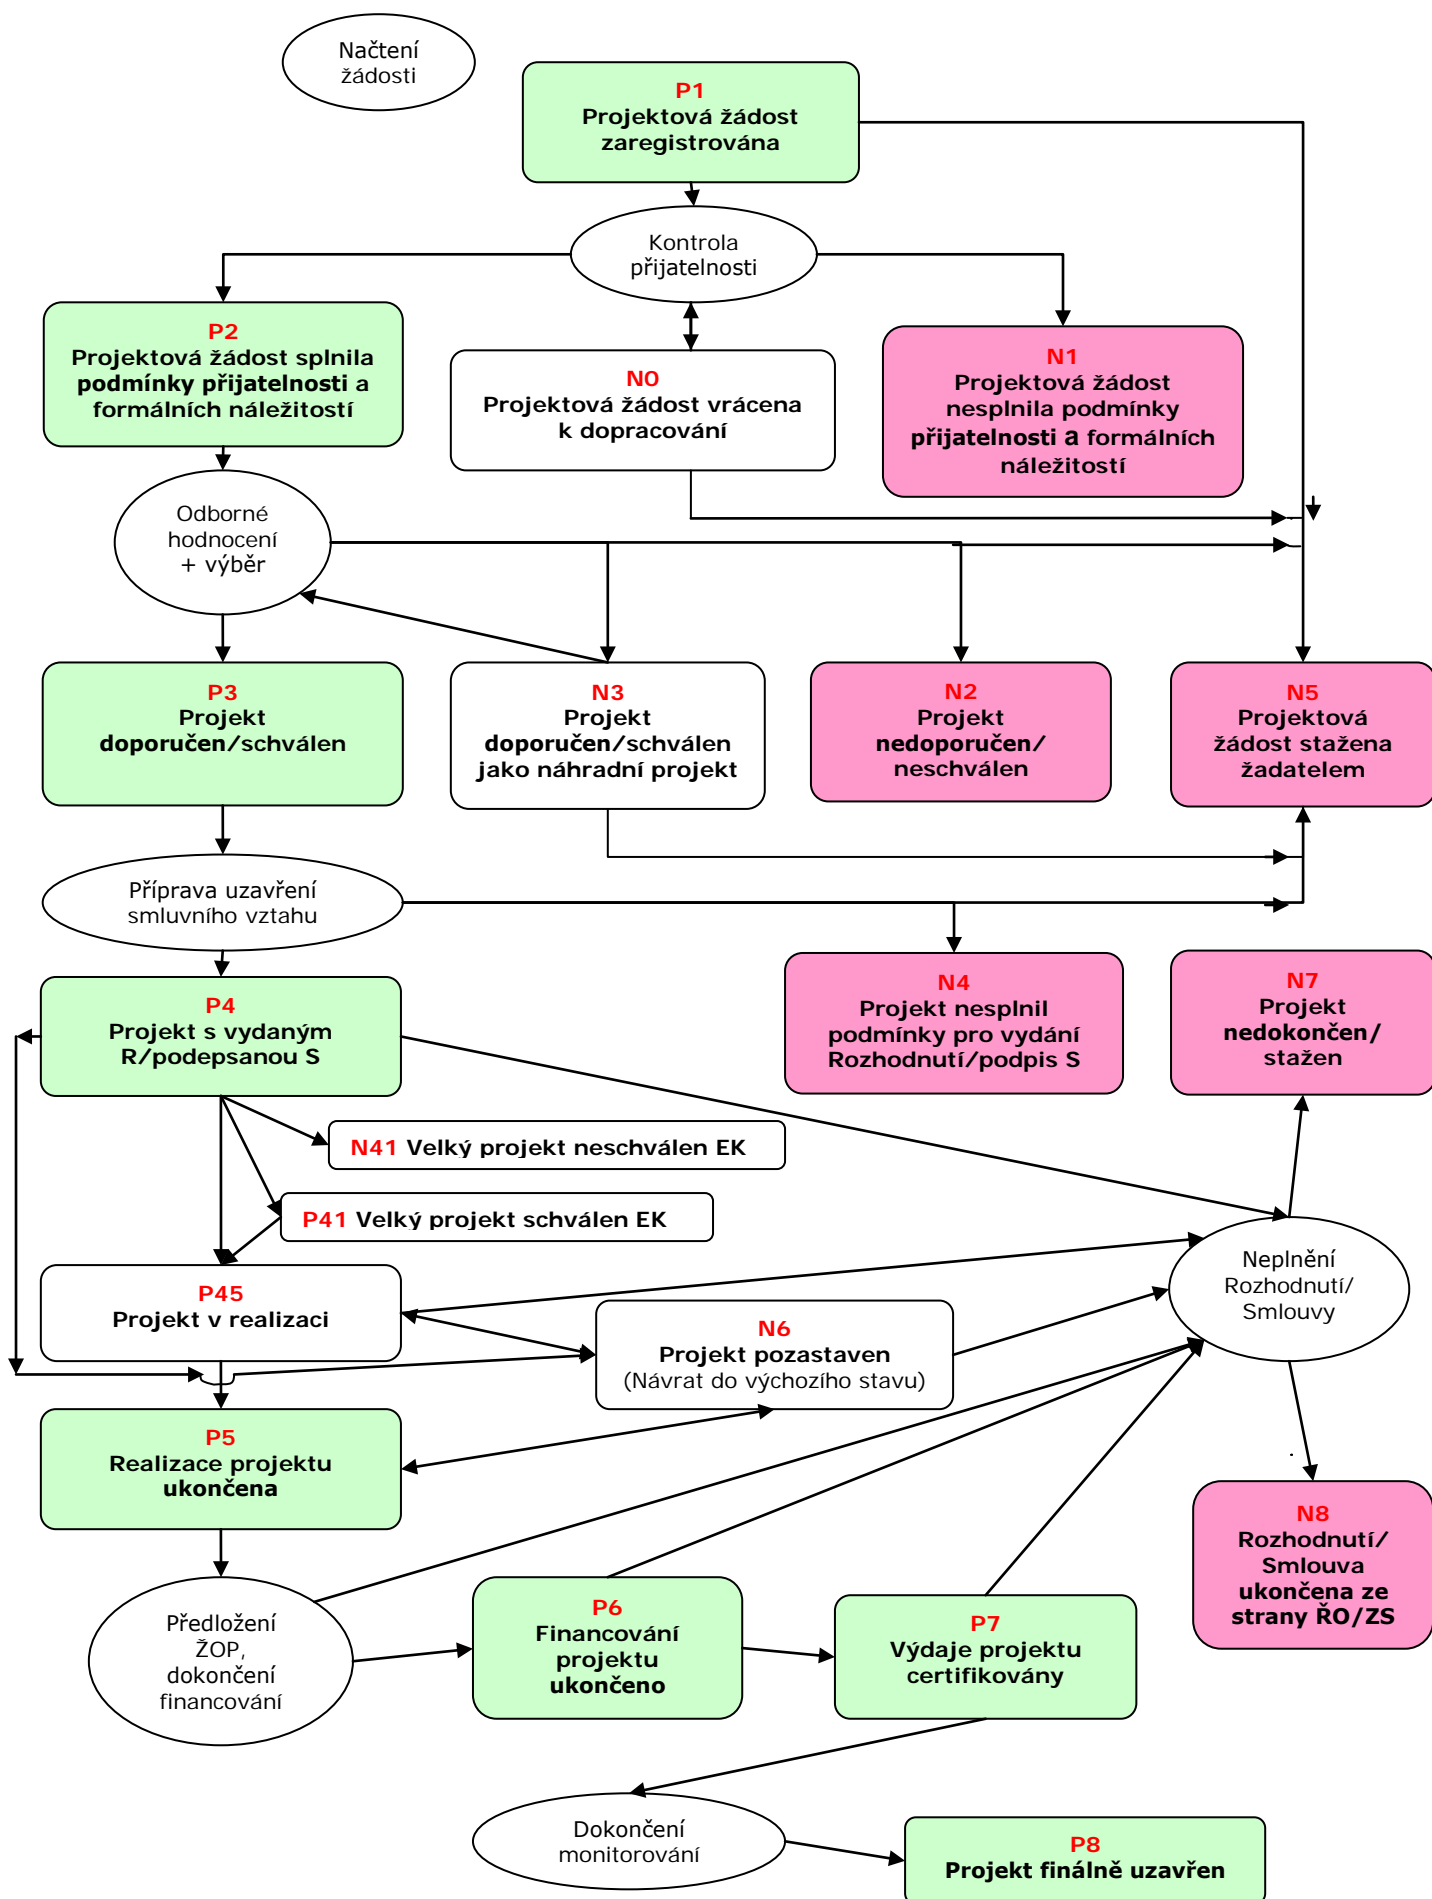 Načtení
žádosti
P1
Projektová žádost
zaregistrována
Kontrola
přijatelnosti
P2
Projektová žádost splnila
podmínky přijatelnosti a
formálních náležitostí
N0
Projektová žádost vrácena
k dopracování
N1
Projektová žádost
nesplnila podmínky
přijatelnosti a formálních
náležitostí
Odborné
hodnocení
+ výběr
P3
Projekt
doporučen/schválen
N3
Projekt
doporučen/schválen
jako náhradní projekt
N2
Projekt
nedoporučen/
neschválen
N5
Projektová
žádost stažena
žadatelem
Příprava uzavření
smluvního vztahu
P4
Projekt s vydaným
R/podepsanou S
N4
Projekt nesplnil
podmínky pro vydání
Rozhodnutí/podpis S
N7
Projekt
nedokončen/
stažen
N41 Velký projekt neschválen EK
P41 Velký projekt schválen EK
P45
Projekt v realizaci
N6
Projekt pozastaven
(Návrat do výchozího stavu)
Neplnění
Rozhodnutí/
Smlouvy
P5
Realizace projektu
ukončena
N8
Rozhodnutí/
Smlouva
ukončena ze
strany ŘO/ZS
Předložení
ŽOP,
dokončení
financování
P6
Financování
projektu
ukončeno
P7
Výdaje projektu
certifikovány
Dokončení
monitorování
P8
Projekt finálně uzavřen